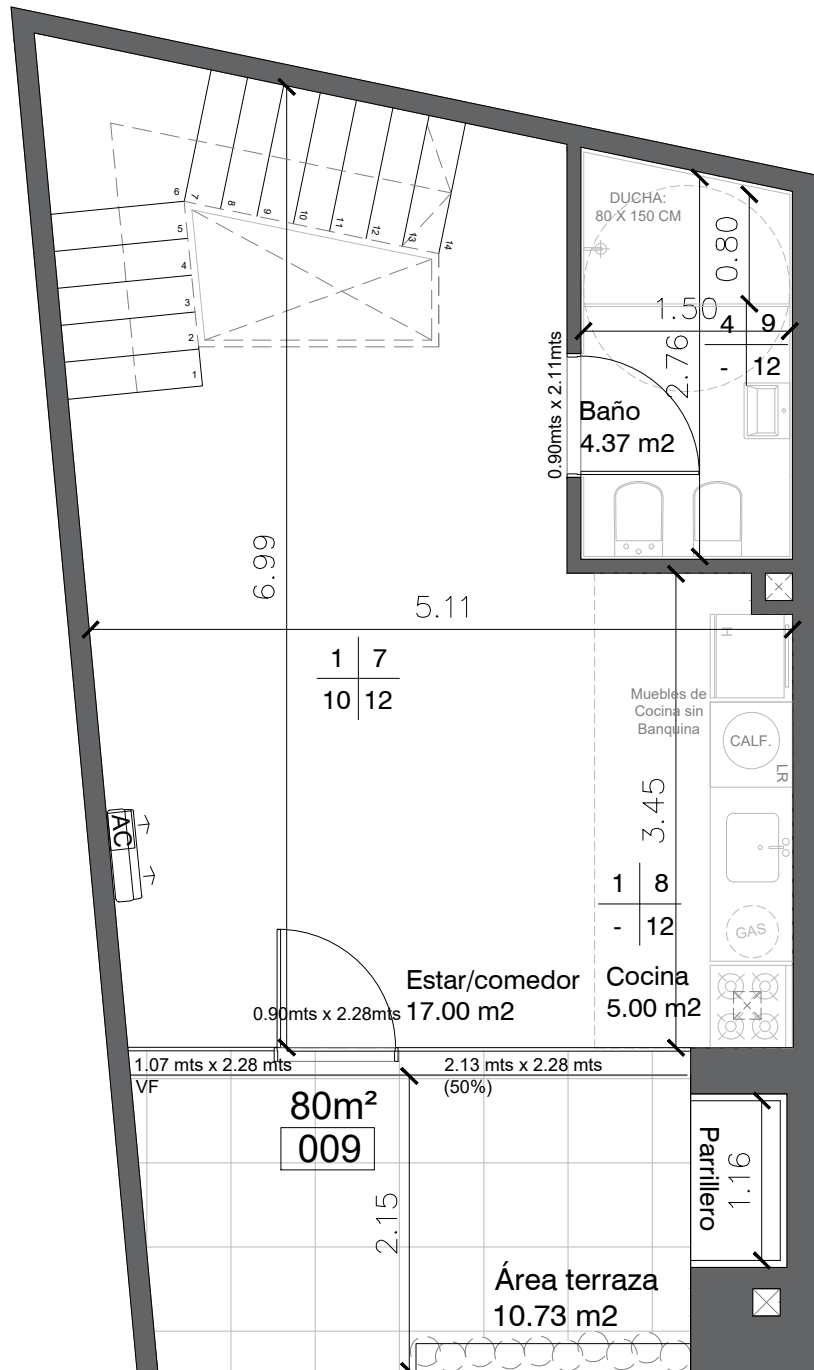 6
7
8
9
10
11
12
13
14
5
4
3
2
1
DUCHA:
80 X 150 CM
0.80
1.50
4 9
- 12
2.76
0.90mts x 2.11mts
Baño
4.37 m2
6.99
5.11
1 7
10 12
H
Muebles de
Cocina sin
Banquina
CALF.
LR
3.45
AC
1 8
- 12
GAS
Estar/comedor
17.00 m2
Cocina
5.00 m2
0.90mts x 2.28mts
1.07 mts x 2.28 mts
VF
2.13 mts x 2.28 mts
(50%)
80m²
009
Parrillero
1.16
2.15
Área terraza
10.73 m2